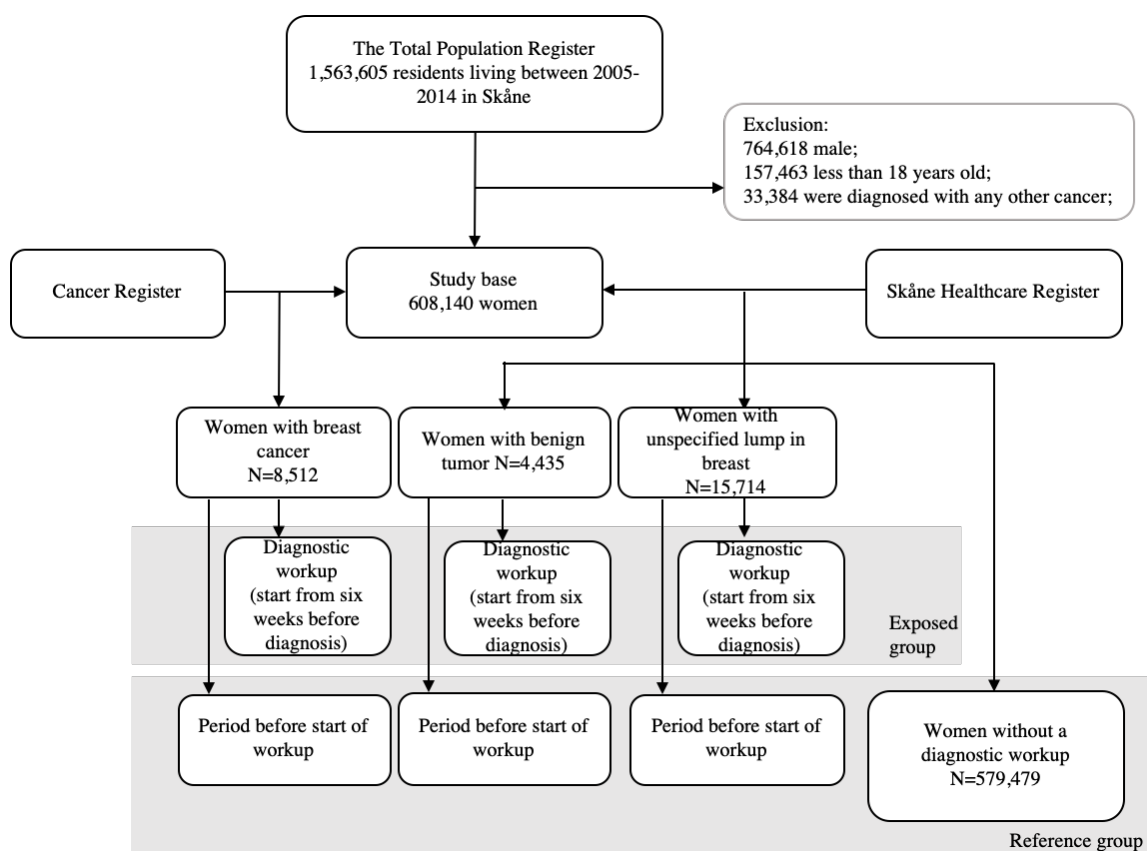 The Total Population Register
1,563,605 residents living between 2005-
2014 in Skåne
Exclusion:
764,618 male;
157,463 less than 18 years old;
33,384 were diagnosed with any other cancer;
Cancer Register
Study base
608,140 women
Skåne Healthcare Register
Women with breast
cancer
N=8,512
Women with benign
tumor N=4,435
Women with
unspecified lump in
breast
N=15,714
Diagnostic
workup
(start from six
weeks before
diagnosis)
Diagnostic
workup
(start from six
weeks before
diagnosis)
Diagnostic
workup
(start from six
weeks before
diagnosis)
Exposed
group
Period before start of
workup
Period before start of
workup
Period before start of
workup
Women without a
diagnostic workup
N=579,479
Reference group